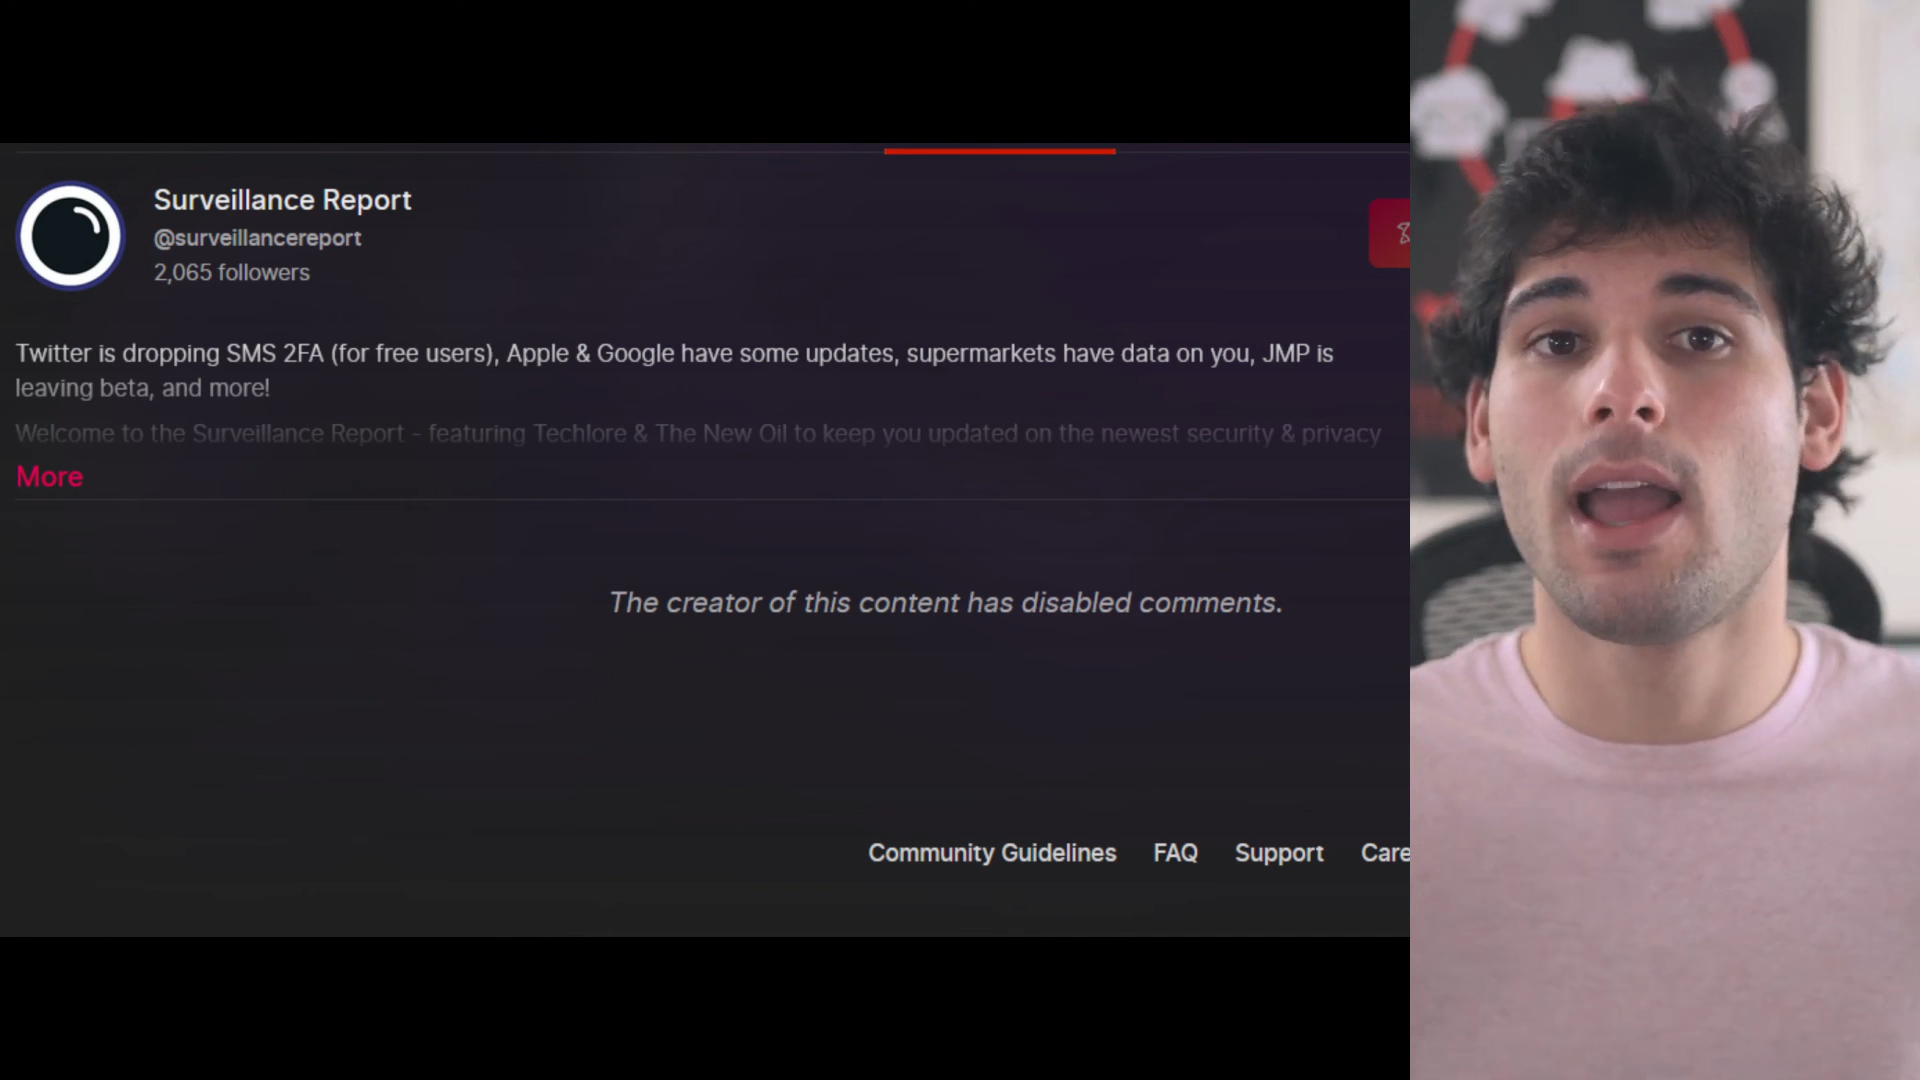 Surveillance Report
@surveillancereport
2,065 followers
Twitter is dropping SMS 2FA (for free users), Apple & Google have some updates, supermarkets have data on you, JMP is
leaving beta, and more!
Welcome to the Surveillance Report - featuring Techlore & The New Oil to keep you updated on the newest security & privacy
More
The creator of this content has disabled comments.
Community Guidelines FAQ Support Care